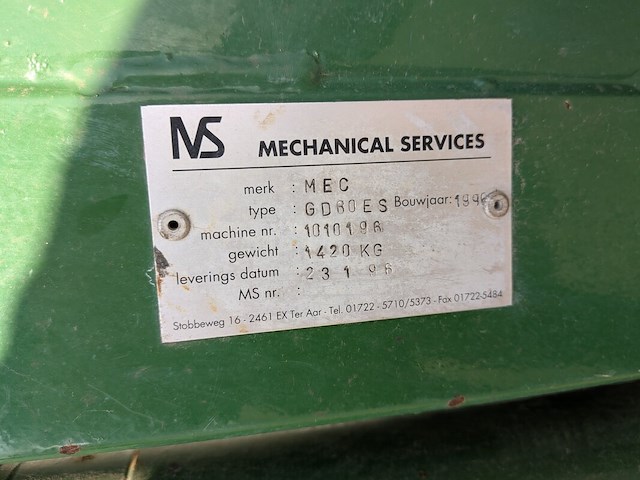 MS MECHANICAL SERVICES
merk : MEC
type : GD60ES Bouwjaar:
machine nr. : 1010196
gewicht : 1420 KG
leverings datum : 23 1 96
MS nr. :
Stobbeweg 16 - 2461 EX Ter Aar - Tel. 01722 - 5710/5373 - Fax 01722-5484